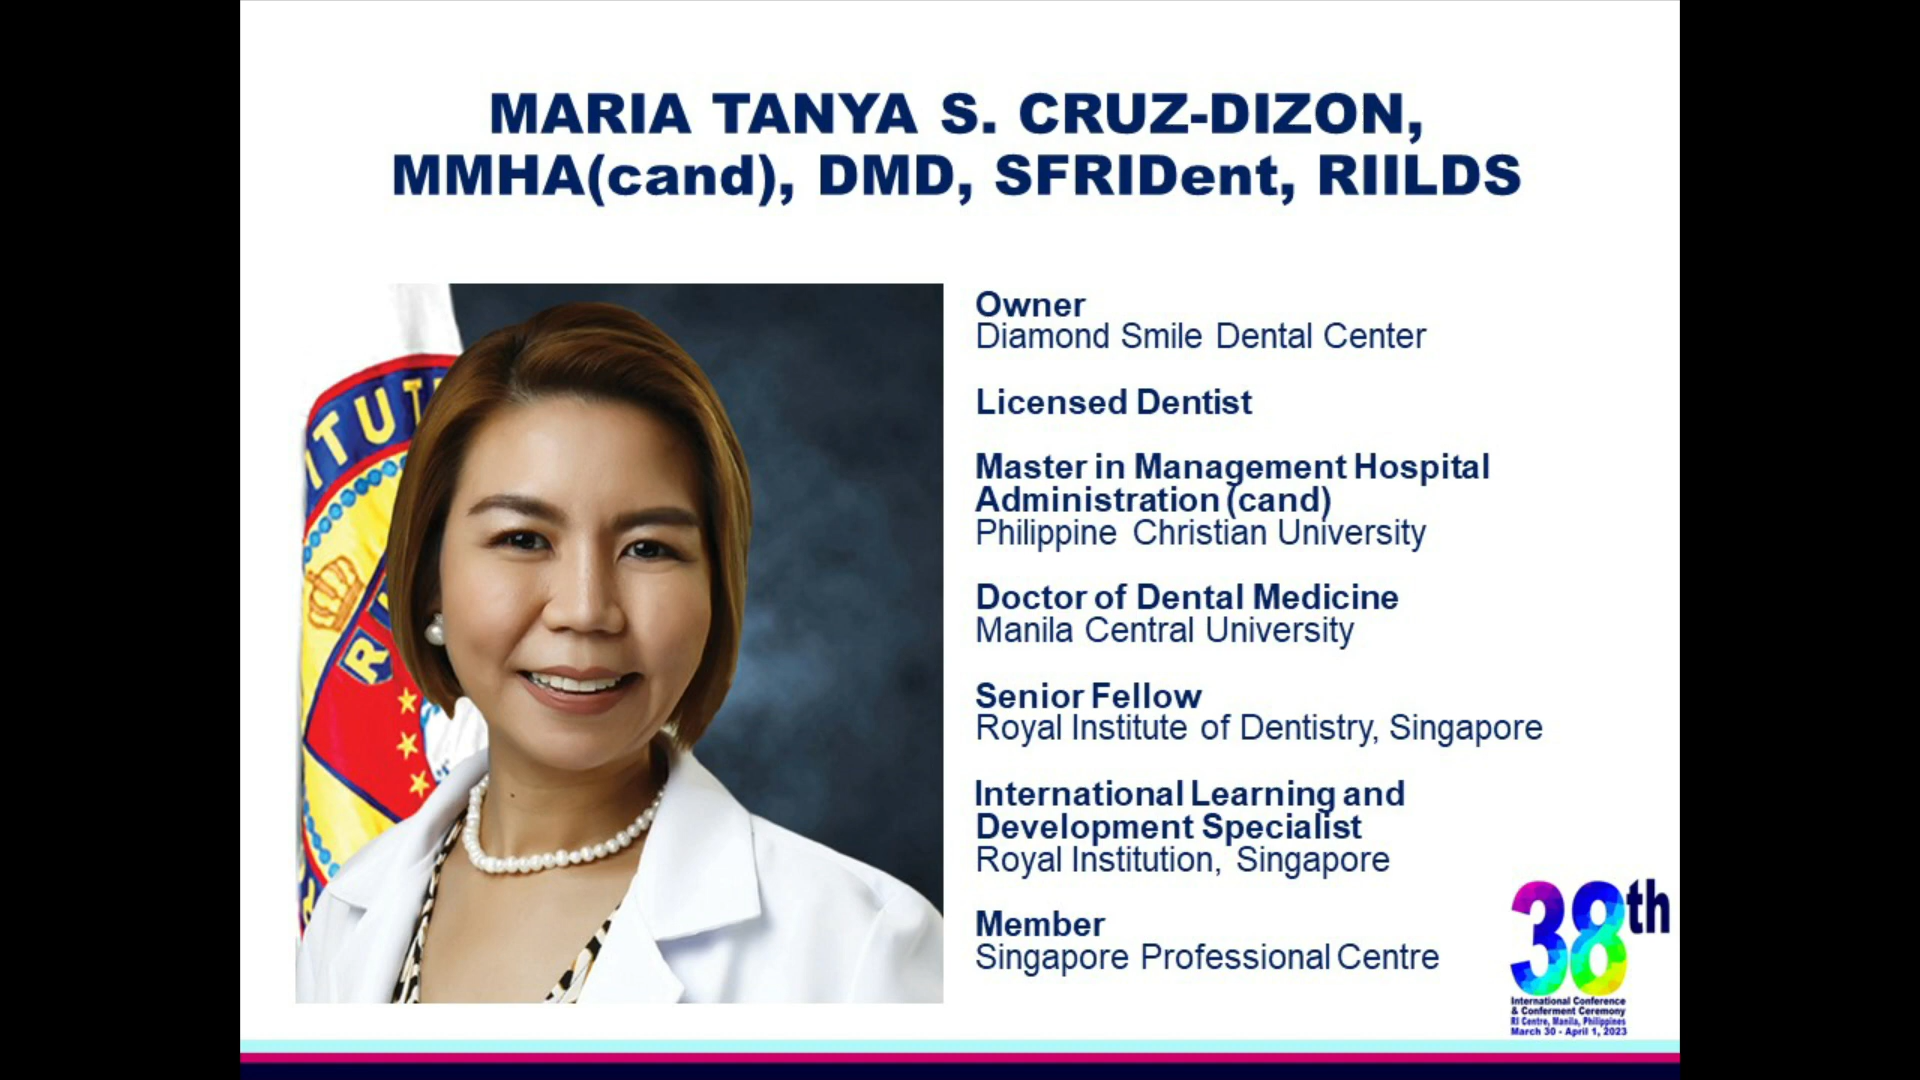 MARIA TANYA S. CRUZ-DIZON,
MMHA(cand), DMD, SFRIDent, RIILDS
Owner
Diamond Smile Dental Center
Licensed Dentist
Master in Management Hospital
Administration (cand)
Philippine Christian University
Doctor of Dental Medicine
Manila Central University
Senior Fellow
Royal Institute of Dentistry, Singapore
International Learning and
Development Specialist
Royal Institution, Singapore
Member
Singapore Professional Centre
38th
International Conference
& Conferment Ceremony
RI Centre, Manila, Philippines
March 30 - April 1, 2023